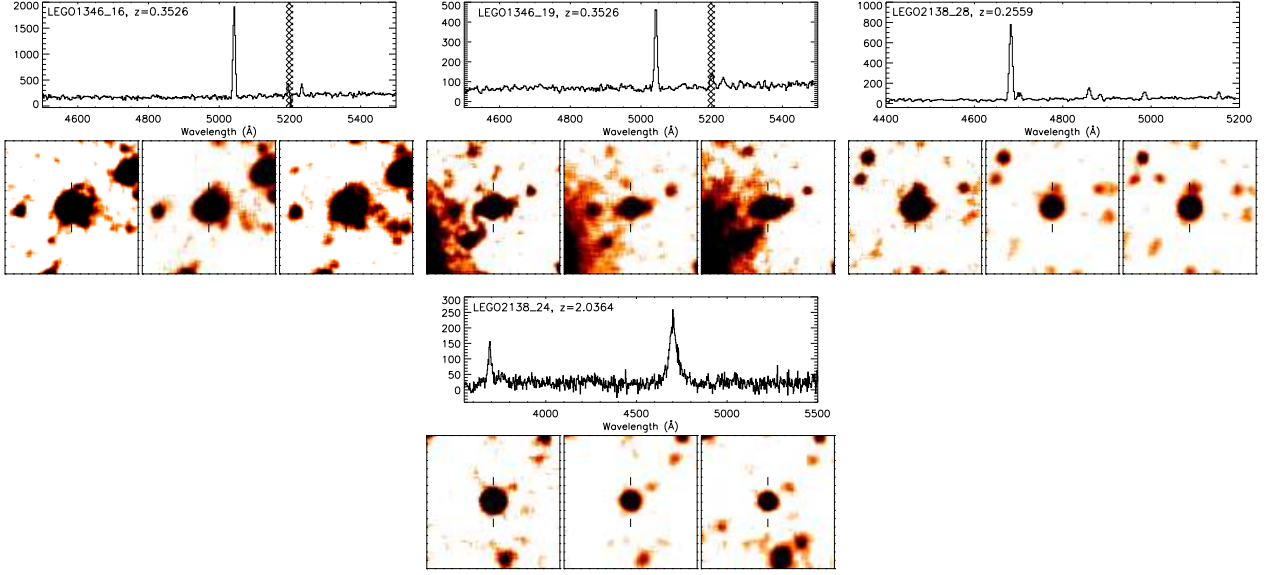 LEGO1346_16, z=0.3526
2000
1500
1000
500
0
4600 4800 5000 5200 5400
Wavelength (Å)
LEGO1346_19, z=0.3526
500
400
300
200
100
0
4600 4800 5000 5200 5400
Wavelength (Å)
LEGO2138_28, z=0.2559
1000
800
600
400
200
0
4400 4600 4800 5000 5200
Wavelength (Å)
LEGO2138_24, z=2.0364
300
250
200
150
100
50
0
4000 4500 5000 5500
Wavelength (Å)